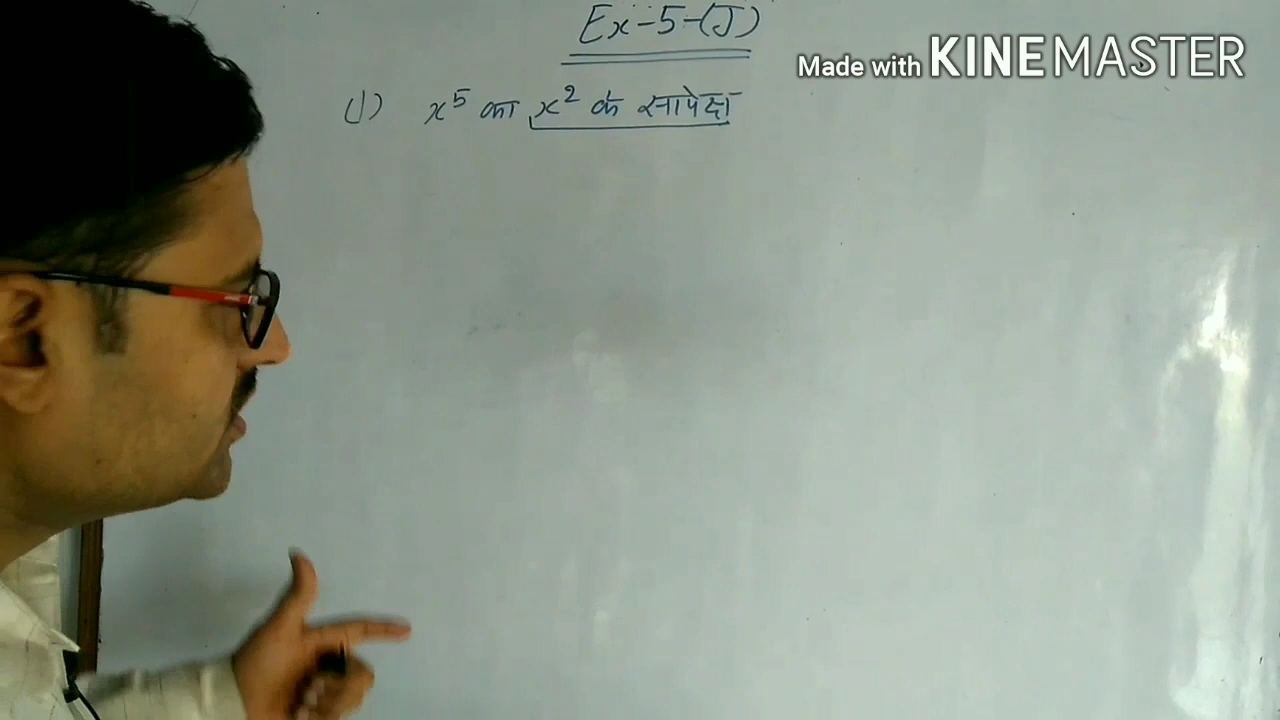 Ex-5-(J)
Made with KINEMASTER
(1) x⁵ का x² के सापेक्ष